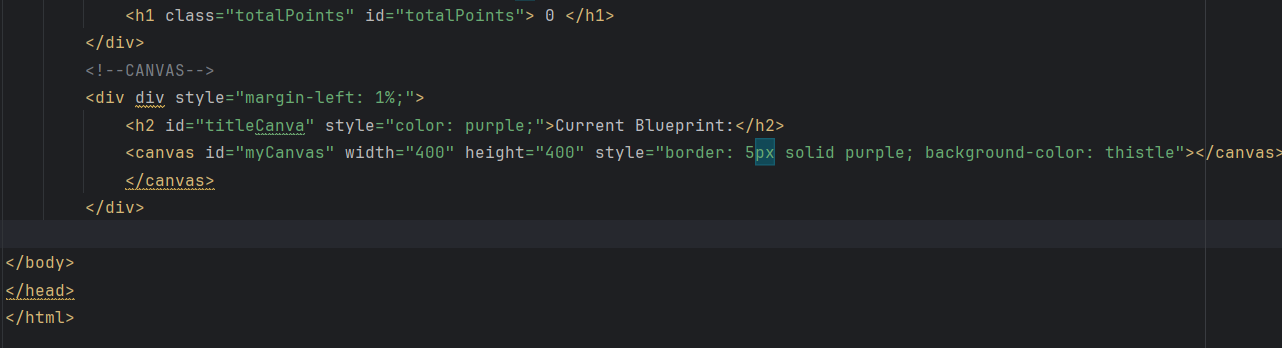 <h1 class="totalPoints" id="totalPoints"> 0 </h1>
</div>
<!--CANVAS-->
<div div style="margin-left: 1%;">
<h2 id="titleCanva" style="color: purple;">Current Blueprint:</h2>
<canvas id="myCanvas" width="400" height="400" style="border: 5px solid purple; background-color: thistle"></canvas>
</canvas>
</div>
</body>
</head>
</html>